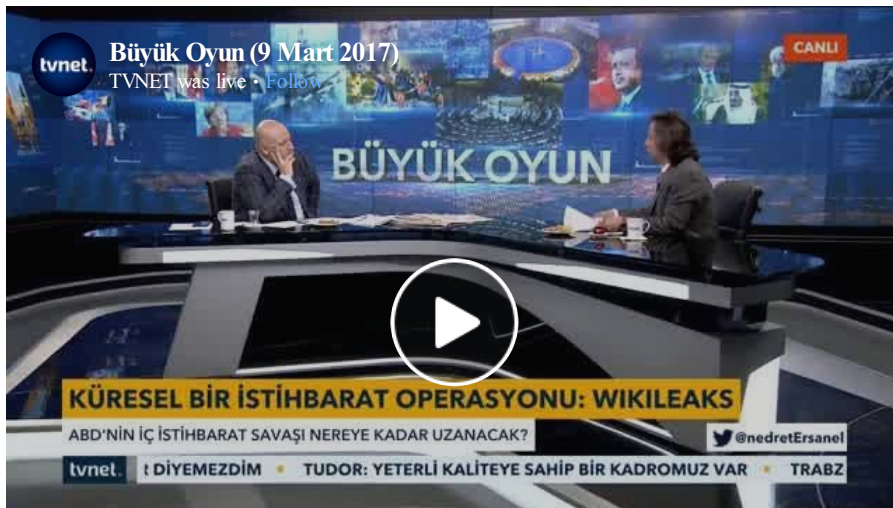 tvnet.
Büyük Oyun (9 Mart 2017)
TVNET was live • Follow
CANLI
BÜYÜK OYUN
KÜRESEL BİR İSTİHBARAT OPERASYONU: WIKILEAKS
ABD'NİN İÇ İSTİHBARAT SAVAŞI NEREYE KADAR UZANACAK?
@nedretErsanel
tvnet. t DİYEMEZDİM • TUDOR: YETERLİ KALİTEYE SAHİP BİR KADROMUZ VAR • TRABZ